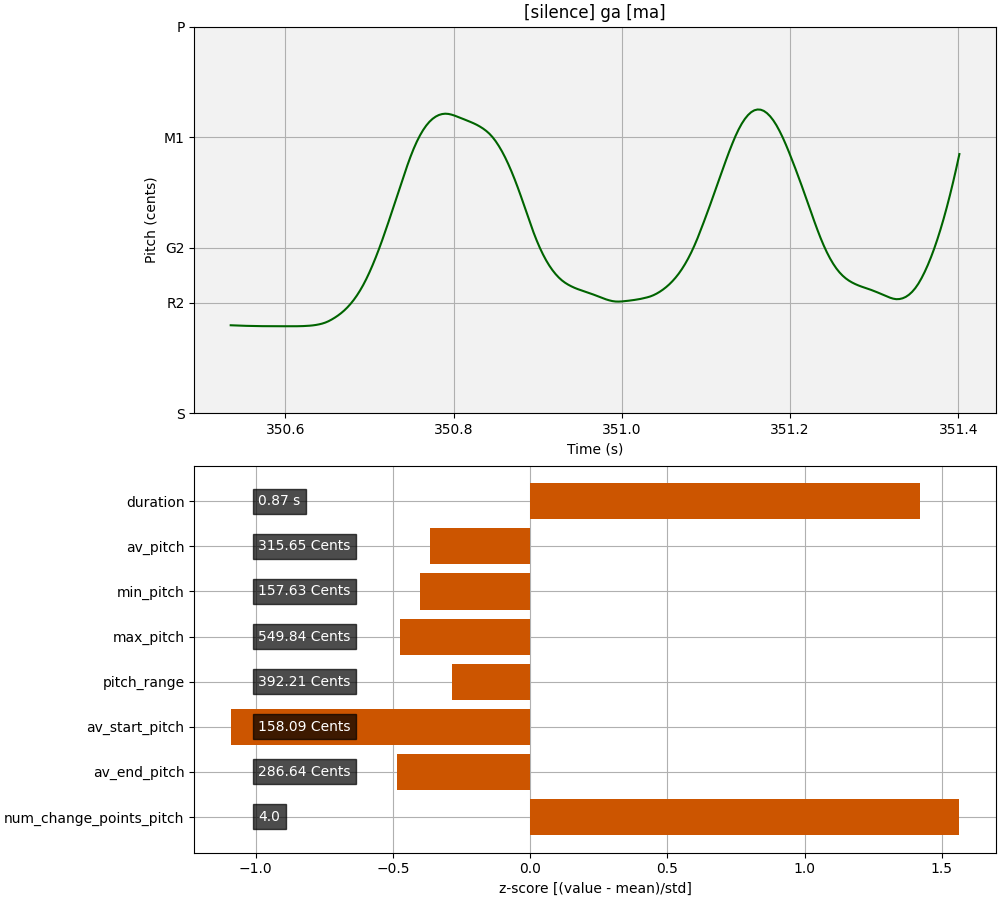 [silence] ga [ma]
P
M1
G2
R2
S
Pitch (cents)
350.6 350.8 351.0 351.2 351.4
Time (s)
duration 0.87 s
av_pitch 315.65 Cents
min_pitch 157.63 Cents
max_pitch 549.84 Cents
pitch_range 392.21 Cents
av_start_pitch 158.09 Cents
av_end_pitch 286.64 Cents
num_change_points_pitch 4.0
−1.0 −0.5 0.0 0.5 1.0 1.5
z-score [(value - mean)/std]